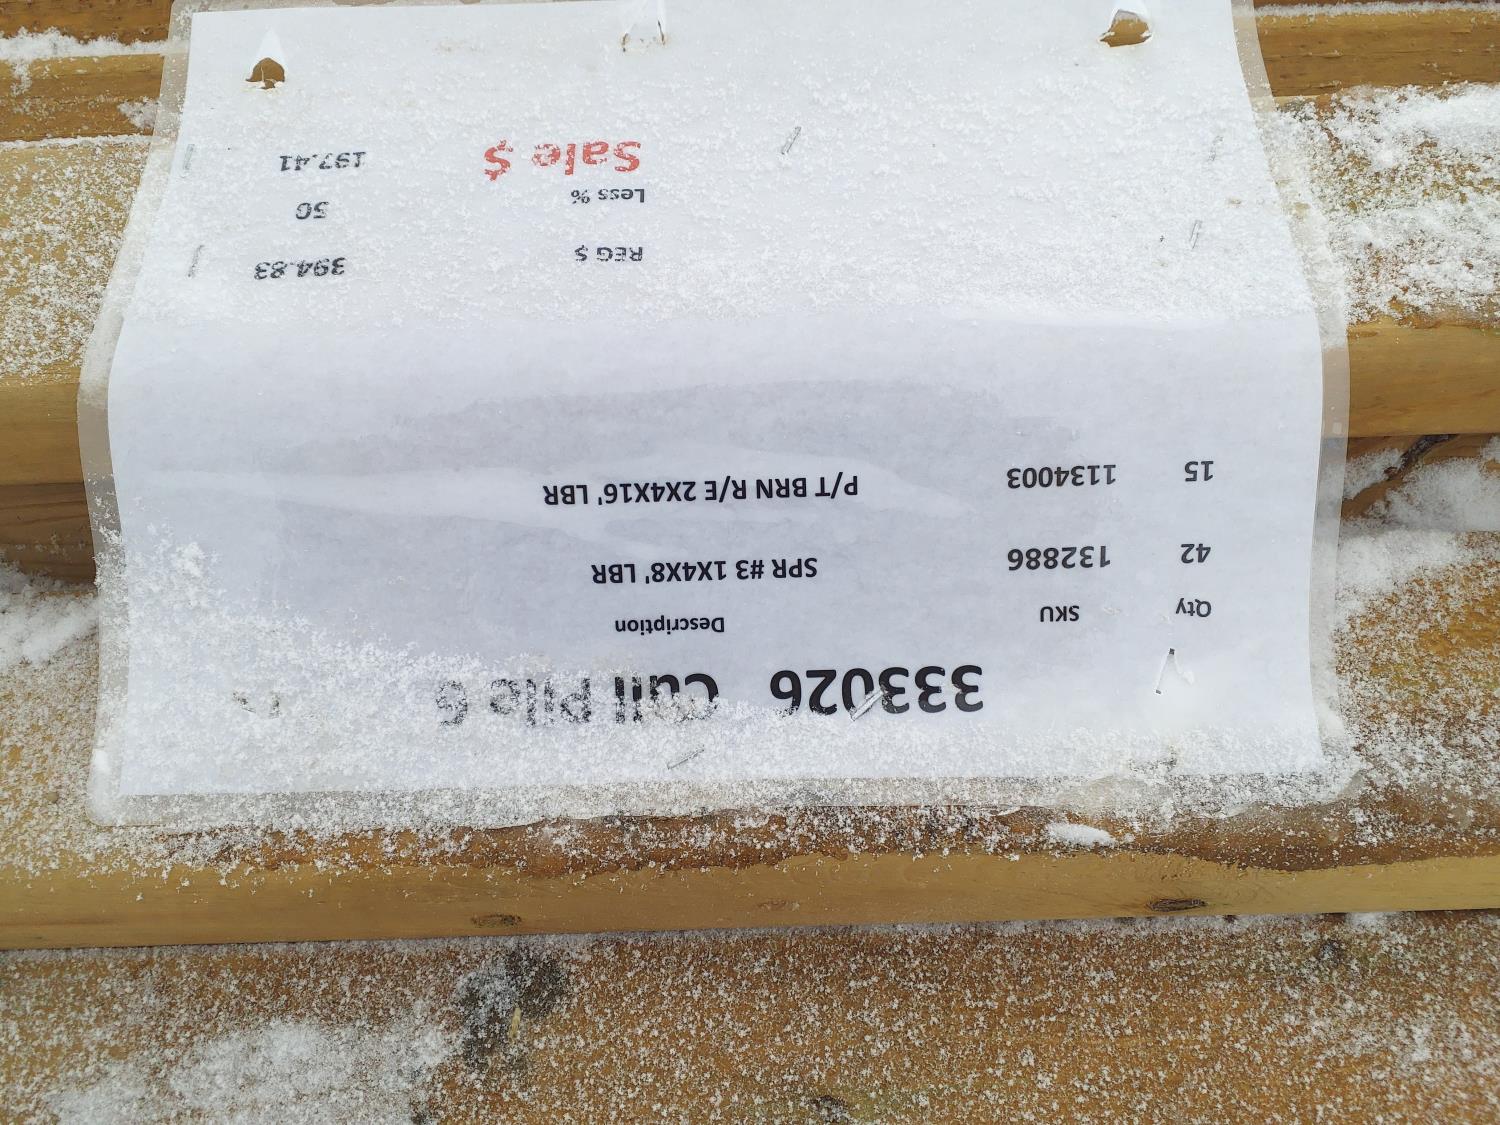 333026 Cull Pile 6
Qty SKU Description
42 132886 SPR #3 1X4X8' LBR
15 1134003 P/T BRN R/E 2X4X16' LBR
REG $ 394.83
Less % 50
Sale $ 197.41